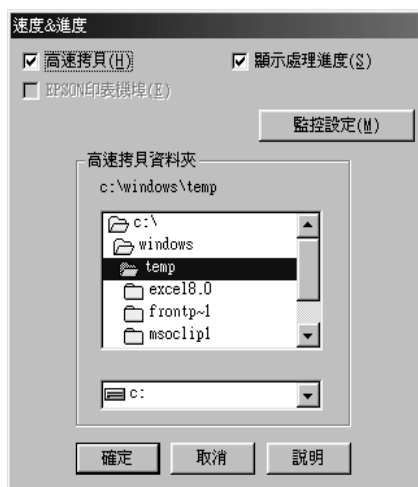 速度&進度
高速拷貝(H)
顯示處理進度(S)
EPSON印表機埠(E)
監控設定(M)
高速拷貝資料夾
c:\windows\temp
c:\
windows
temp
excel8.0
frontp~1
msoclip1
c:
確定
取消
說明